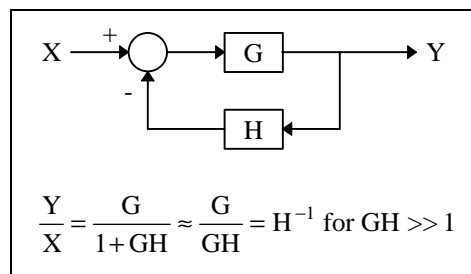 X + G Y
-
H
Y/X = G/(1+GH) ≈ G/GH = H⁻¹ for GH >> 1